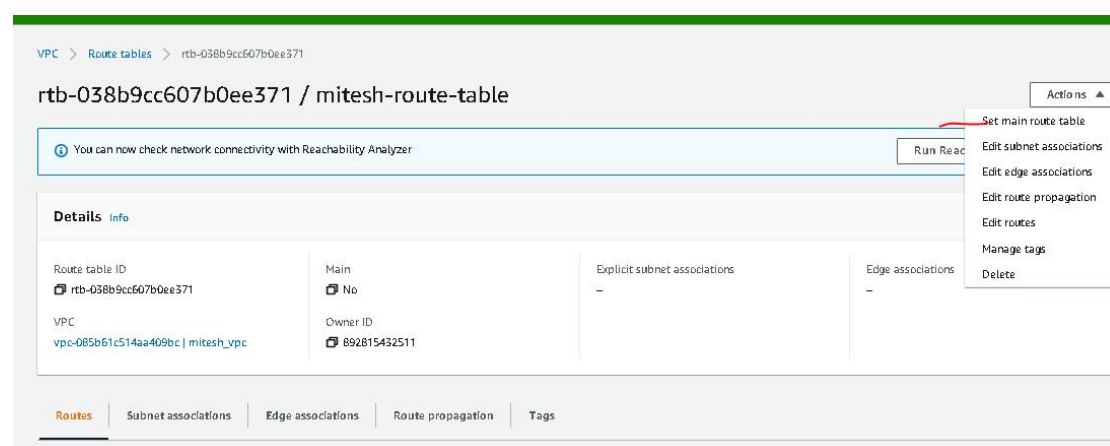 VPC > Route tables > rtb-038b9cc607b0ee371
rtb-038b9cc607b0ee371 / mitesh-route-table
Actions
Set main route table
Edit subnet associations
Edit edge associations
Edit route propagation
Edit routes
Manage tags
Delete
You can now check network connectivity with Reachability Analyzer
Run Reac
Details Info
Route table ID
rtb-038b9cc607b0ee371
Main
No
Explicit subnet associations
–
Edge associations
–
VPC
vpc-085b61c514aa409bc | mitesh_vpc
Owner ID
892815432511
Routes
Subnet associations
Edge associations
Route propagation
Tags